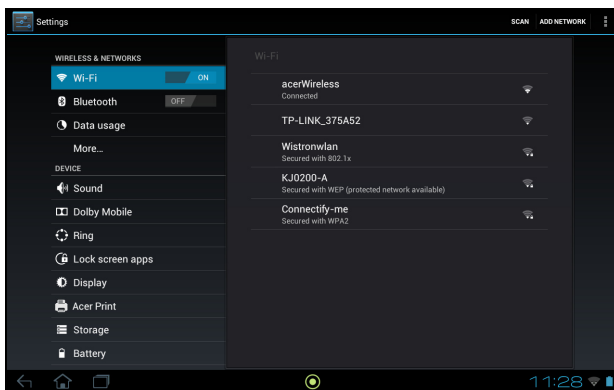 Settings
SCAN ADD NETWORK
WIRELESS & NETWORKS
Wi-Fi ON
Bluetooth OFF
Data usage
More...
DEVICE
Sound
Dolby Mobile
Ring
Lock screen apps
Display
Acer Print
Storage
Battery
Wi-Fi
acerWireless
Connected
TP-LINK_375A52
Wistronwlan
Secured with 802.1x
KJ0200-A
Secured with WEP (protected network available)
Connectify-me
Secured with WPA2
11:28